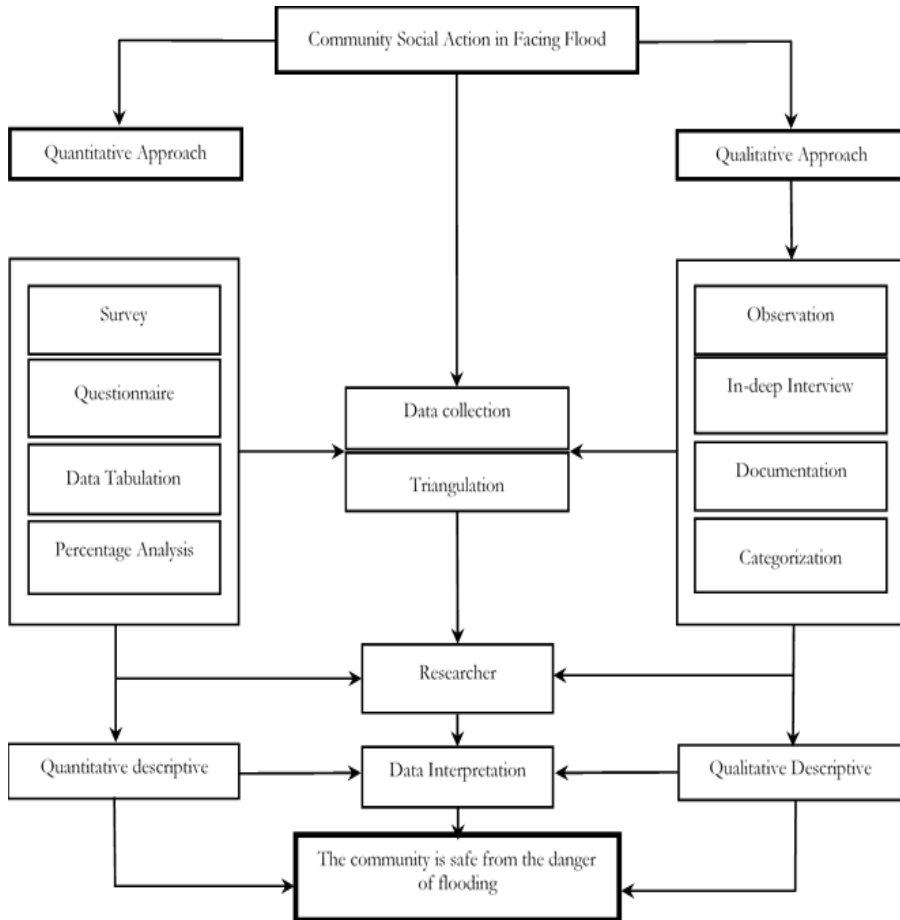 Community Social Action in Facing Flood
Quantitative Approach
Qualitative Approach
Survey
Questionnaire
Data Tabulation
Percentage Analysis
Data collection
Triangulation
Observation
In-deep Interview
Documentation
Categorization
Researcher
Quantitative descriptive
Data Interpretation
Qualitative Descriptive
The community is safe from the danger
of flooding